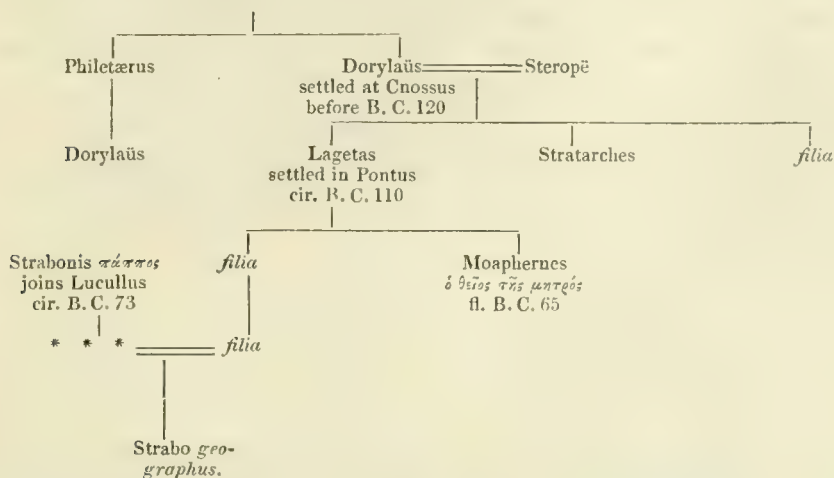 Philetærus
Dorylaüs
Steropë
settled at Cnossus
before B. C. 120
Dorylaüs
Lagetas
Stratarches
filia
settled in Pontus
cir. B. C. 110
Strabonis πάππος
filia
Moaphernes
joins Lucullus
ὁ θεῖος τῆς μητρός
cir. B. C. 73
fl. B. C. 65
* * *
filia
Strabo geo-
graphus.